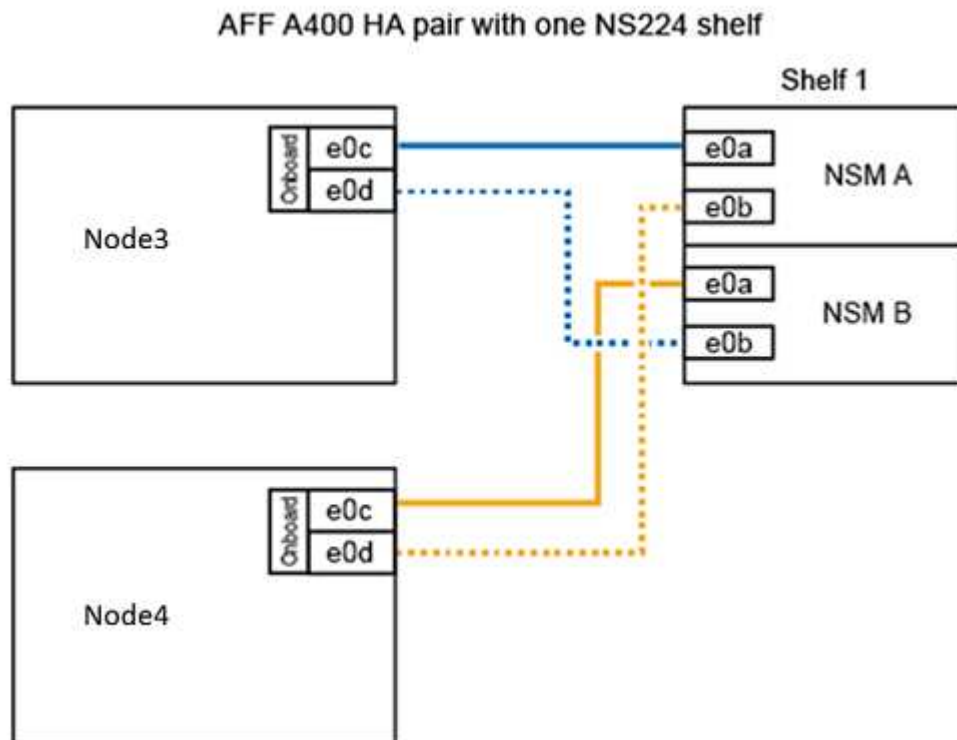 AFF A400 HA pair with one NS224 shelf
Shelf 1
Onboard
e0c
e0d
Node3
e0a
NSM A
e0b
e0a
NSM B
e0b
Onboard
e0c
e0d
Node4